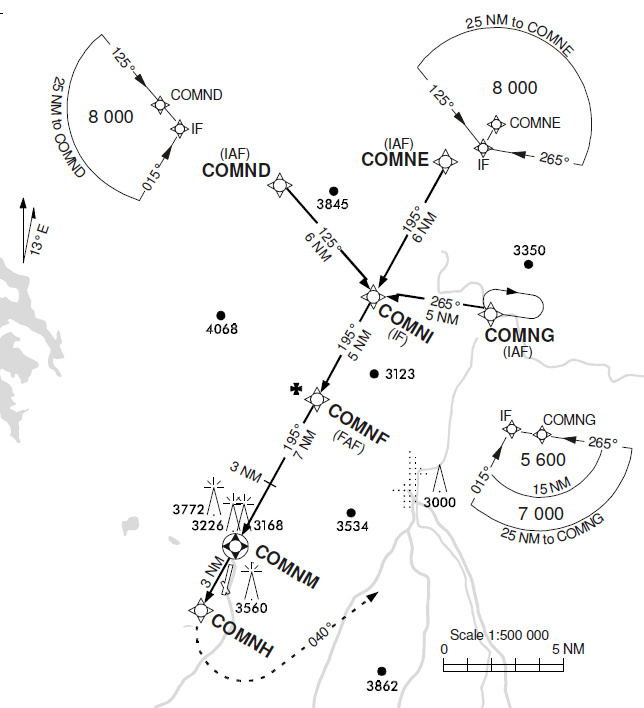 25 NM to COMND
125°
8 000
COMND
IF
015°
25 NM to COMNE
8 000
125°
COMNE
IF
265°
13° E
(IAF)
COMND
(IAF)
COMNE
3845
125°
6 NM
195°
6 NM
3350
4068
265°
5 NM
COMNI
(IF)
COMNG
(IAF)
195°
5 NM
3123
COMNF
(FAF)
195°
7 NM
IF
COMNG
265°
5 600
015°
15 NM
7 000
25 NM to COMNG
3 NM
3772
3226
3168
3534
3000
COMNM
3 NM
3560
COMNH
040°
Scale 1:500 000
0
5 NM
3862